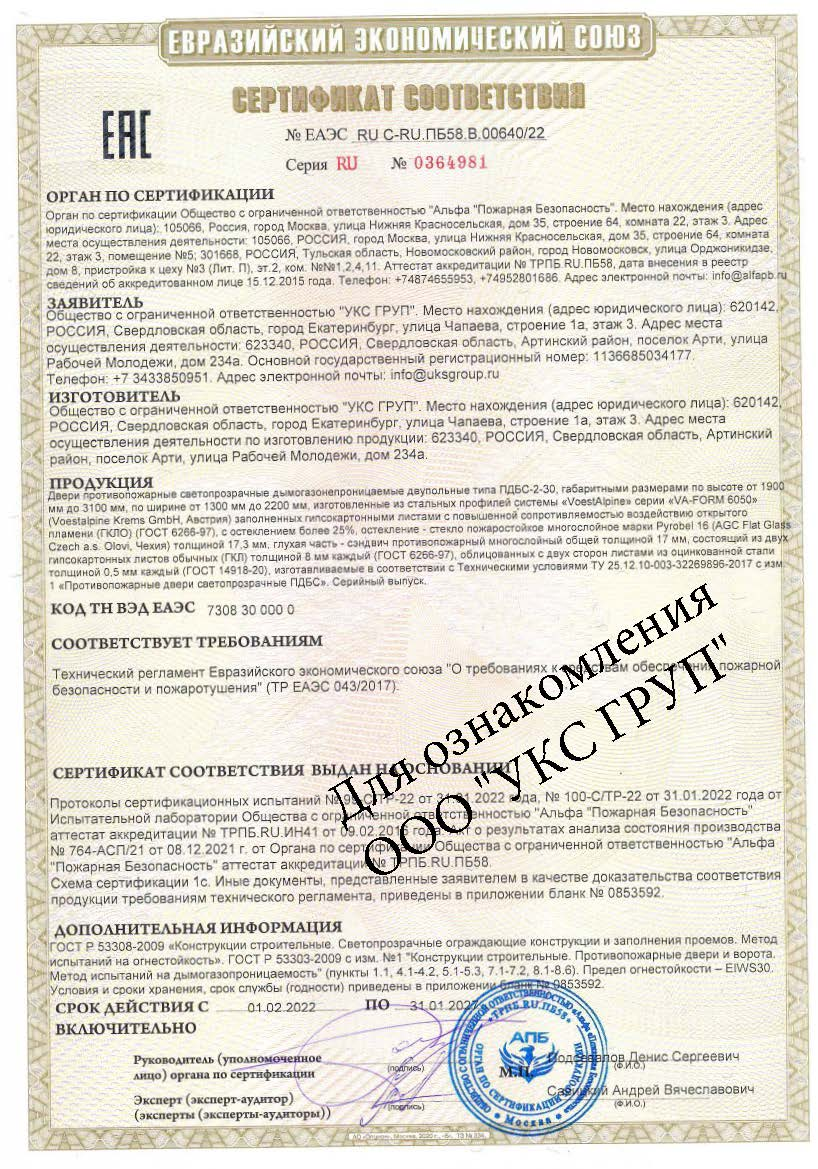 ЕВРАЗИЙСКИЙ ЭКОНОМИЧЕСКИЙ СОЮЗ
СЕРТИФИКАТ СООТВЕТСТВИЯ
ЕАС
№ ЕАЭС RU С-RU.ПБ58.В.00640/22
Серия RU № 0364981
ОРГАН ПО СЕРТИФИКАЦИИ
Орган по сертификации Общество с ограниченной ответственностью "Альфа "Пожарная Безопасность". Место нахождения (адрес
юридического лица): 105066, Россия, город Москва, улица Нижняя Красносельская, дом 35, строение 64, комната 22, этаж 3. Адрес
места осуществления деятельности: 105066, РОССИЯ, город Москва, улица Нижняя Красносельская, дом 35, строение 64, комната
22, этаж 3, помещение №5; 301668, РОССИЯ, Тульская область, Новомосковский район, город Новомосковск, улица Орджоникидзе,
дом 8, пристройка к цеху №3 (Лит. П), эт.2, ком. №№1,2,4,11. Аттестат аккредитации № ТРПБ.RU.ПБ58, дата внесения в реестр
сведений об аккредитованном лице 15.12.2015 года. Телефон: +74874655953, +74952801686. Адрес электронной почты: info@alfapb.ru
ЗАЯВИТЕЛЬ
Общество с ограниченной ответственностью "УКС ГРУП". Место нахождения (адрес юридического лица): 620142,
РОССИЯ, Свердловская область, город Екатеринбург, улица Чапаева, строение 1а, этаж 3. Адрес места
осуществления деятельности: 623340, РОССИЯ, Свердловская область, Артинский район, поселок Арти, улица
Рабочей Молодежи, дом 234а. Основной государственный регистрационный номер: 1136685034177.
Телефон: +7 3433850951. Адрес электронной почты: info@uksgroup.ru
ИЗГОТОВИТЕЛЬ
Общество с ограниченной ответственностью "УКС ГРУП". Место нахождения (адрес юридического лица): 620142,
РОССИЯ, Свердловская область, город Екатеринбург, улица Чапаева, строение 1а, этаж 3. Адрес места
осуществления деятельности по изготовлению продукции: 623340, РОССИЯ, Свердловская область, Артинский
район, поселок Арти, улица Рабочей Молодежи, дом 234а.
ПРОДУКЦИЯ
Двери противопожарные светопрозрачные дымогазонепроницаемые двупольные типа ПДБС-2-30, габаритными размерами по высоте от 1900
мм до 3100 мм, по ширине от 1300 мм до 2200 мм, изготовленные из стальных профилей системы «VoestAlpine» серии «VA-FORM 6050»
(Voestalpine Krems GmbH, Австрия) заполненных гипсокартонными листами с повышенной сопротивляемостью воздействию открытого
пламени (ГКЛО) (ГОСТ 6266-97), с остеклением более 25%, остекление - стекло пожаростойкое многослойное марки Pyrobel 16 (AGC Flat Glass
Czech a.s. Olovi, Чехия) толщиной 17,3 мм, глухая часть - сэндвич противопожарный многослойный общей толщиной 17 мм, состоящий из двух
гипсокартонных листов обычных (ГКЛ) толщиной 8 мм каждый (ГОСТ 6266-97), облицованных с двух сторон листами из оцинкованной стали
толщиной 0,5 мм каждый (ГОСТ 14918-20), изготавливаемые в соответствии с Техническими условиями ТУ 25.12.10-003-32269896-2017 с изм.
1 «Противопожарные двери светопрозрачные ПДБС». Серийный выпуск.
КОД ТН ВЭД ЕАЭС 7308 30 000 0
СООТВЕТСТВУЕТ ТРЕБОВАНИЯМ
Технический регламент Евразийского экономического союза "О требованиях к средствам обеспечения пожарной
безопасности и пожаротушения" (ТР ЕАЭС 043/2017).
Для ознакомления
ООО "УКС ГРУП"
СЕРТИФИКАТ СООТВЕТСТВИЯ ВЫДАН НА ОСНОВАНИИ
Протоколы сертификационных испытаний № 99-С/ТР-22 от 31.01.2022 года, № 100-С/ТР-22 от 31.01.2022 года от
Испытательной лаборатории Общества с ограниченной ответственностью "Альфа "Пожарная Безопасность"
аттестат аккредитации № ТРПБ.RU.ИН41 от 09.02.2016 года. Акт о результатах анализа состояния производства
№ 764-АСП/21 от 08.12.2021 г. от Органа по сертификации Общества с ограниченной ответственностью "Альфа
"Пожарная Безопасность" аттестат аккредитации № ТРПБ.RU.ПБ58.
Схема сертификации 1с. Иные документы, представленные заявителем в качестве доказательства соответствия
продукции требованиям технического регламента, приведены в приложении бланк № 0853592.
ДОПОЛНИТЕЛЬНАЯ ИНФОРМАЦИЯ
ГОСТ Р 53308-2009 «Конструкции строительные. Светопрозрачные ограждающие конструкции и заполнения проемов. Метод
испытаний на огнестойкость». ГОСТ Р 53303-2009 с изм. №1 "Конструкции строительные. Противопожарные двери и ворота.
Метод испытаний на дымогазопроницаемость" (пункты 1.1, 4.1-4.2, 5.1-5.3, 7.1-7.2, 8.1-8.6). Предел огнестойкости – EIWS30.
Условия и сроки хранения, срок службы (годности) приведены в приложении бланк № 0853592.
СРОК ДЕЙСТВИЯ С 01.02.2022 ПО 31.01.2027
ВКЛЮЧИТЕЛЬНО
Руководитель (уполномоченное
лицо) органа по сертификации
(подпись)
М.П.
Подсевалов Денис Сергеевич
(Ф.И.О.)
Эксперт (эксперт-аудитор)
(эксперты (эксперты-аудиторы))
(подпись)
Савицкий Андрей Вячеславович
(Ф.И.О.)
ТРПБ.RU.ПБ58
АПБ
ОРГАН ПО СЕРТИФИКАЦИИ ПРОДУКЦИИ
Москва
АО «Опцион», Москва, 2020 г., «Б». ТЗ № 334.